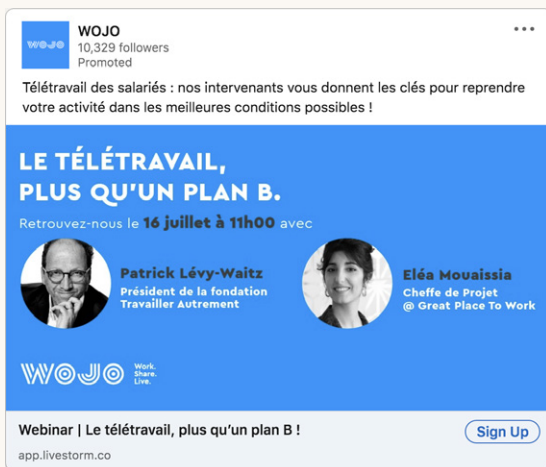 WOJO
WOJO
10,329 followers
Promoted
Télétravail des salariés : nos intervenants vous donnent les clés pour reprendre
votre activité dans les meilleures conditions possibles !
LE TÉLÉTRAVAIL,
PLUS QU'UN PLAN B.
Retrouvez-nous le 16 juillet à 11h00 avec
Patrick Lévy-Waitz
Président de la fondation
Travailler Autrement
Eléa Mouaissia
Cheffe de Projet
@ Great Place To Work
WOJO
Work.
Share.
Live.
Webinar | Le télétravail, plus qu'un plan B !
Sign Up
app.livestorm.co